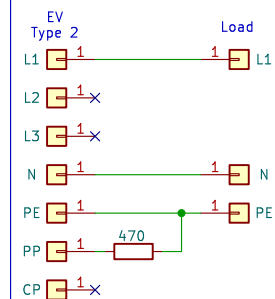 EV
Type 2
Load
L1 1 1 L1
L2 1
L3 1
N 1 1 N
PE 1 1 PE
470
PP 1
CP 1